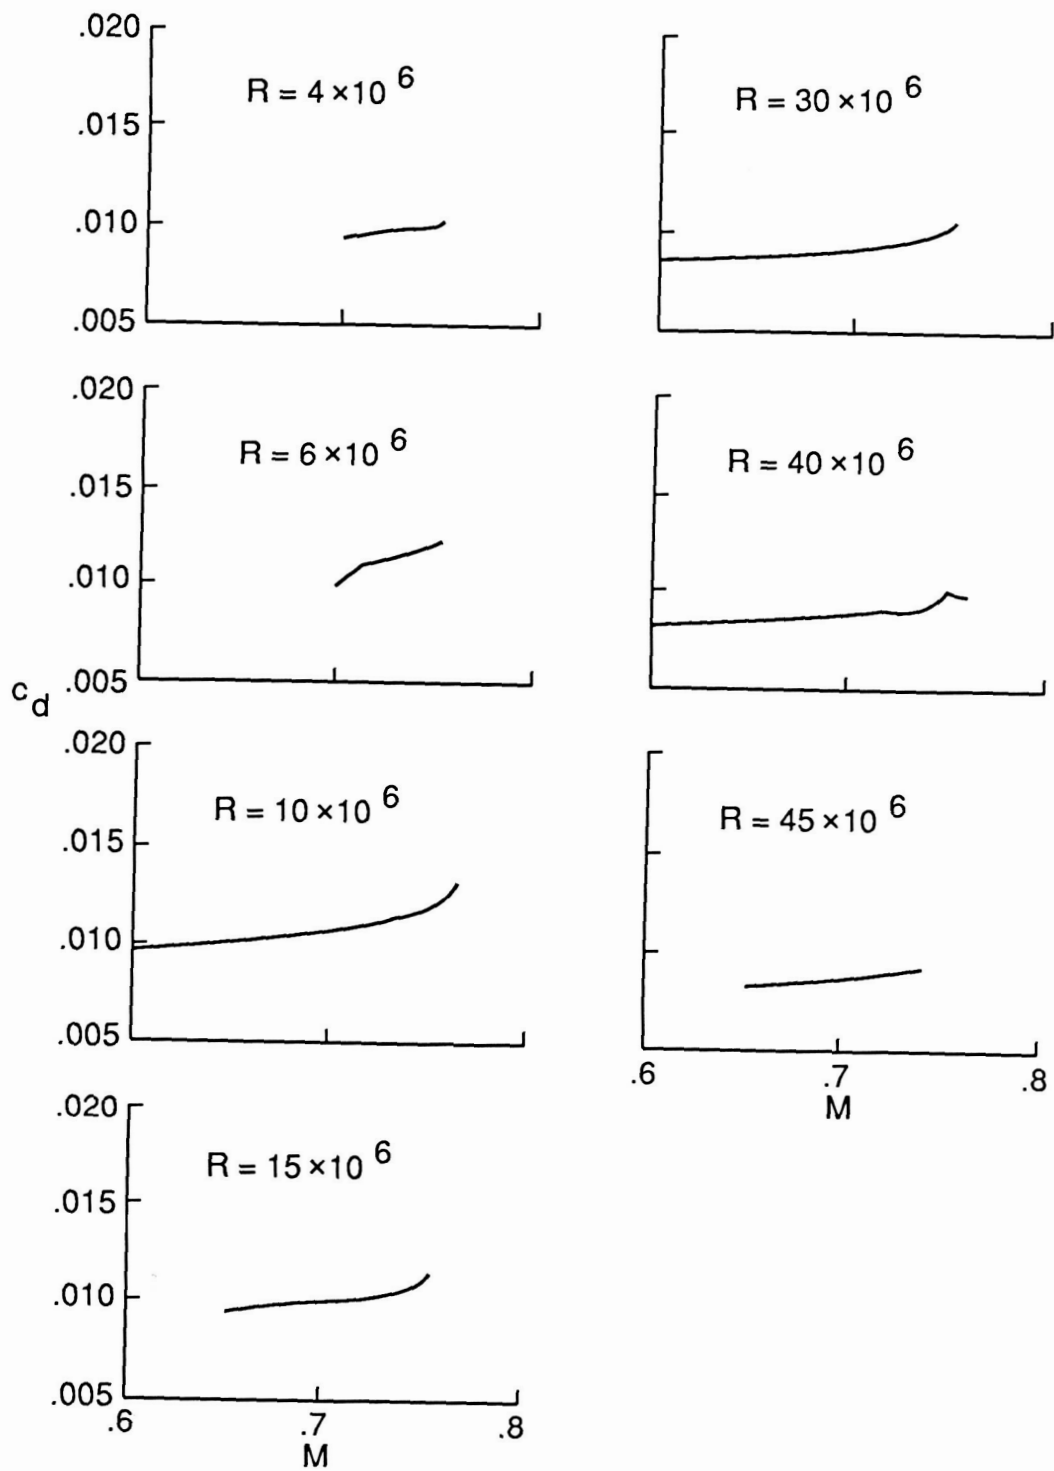 .020
R = 4 ×10 6
.015
.010
.005
R = 30 ×10 6
.020
R = 6 ×10 6
.015
.010
.005
R = 40 ×10 6
c d
.020
R = 10 ×10 6
.015
.010
.005
R = 45 ×10 6
.6 .7 .8
M
.020
R = 15 ×10 6
.015
.010
.005
.6 .7 .8
M